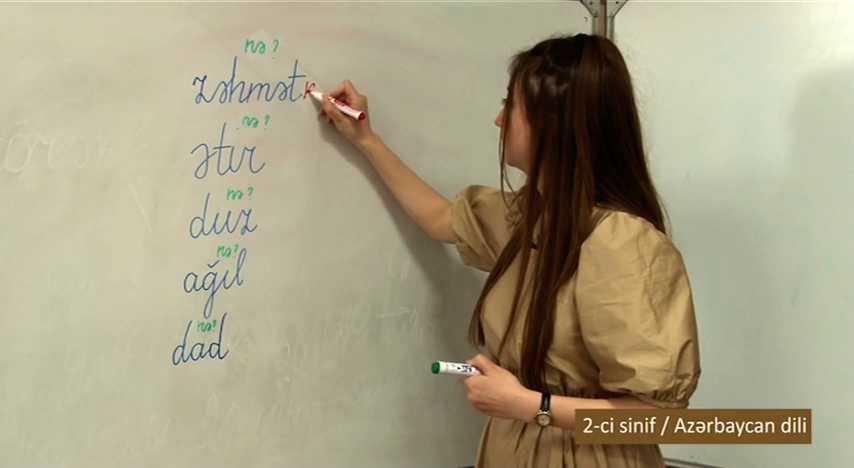 nə?
zəhmət
nə?
ətir
nə?
duz
nə?
ağıl
nə?
dad
2-ci sinif / Azərbaycan dili